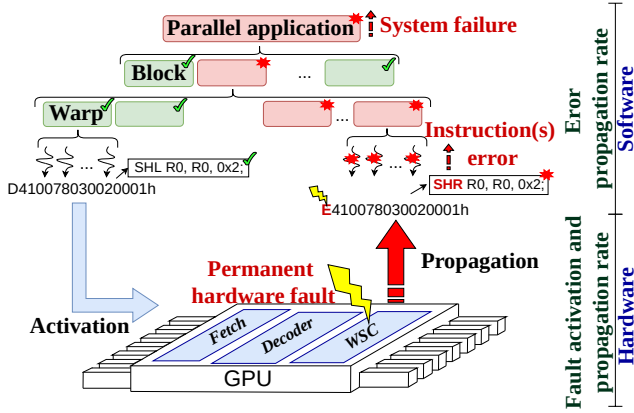 Parallel application
System failure
Block
...
Warp
...
Instruction(s)
error
...
...
SHL R0, R0, 0x2;
SHR R0, R0, 0x2;
D410078030020001h
E410078030020001h
Permanent
hardware fault
Propagation
Activation
Fetch
Decoder
WSC
GPU
Eror
propagation rate
Software
Fault activation and
propagation rate
Hardware